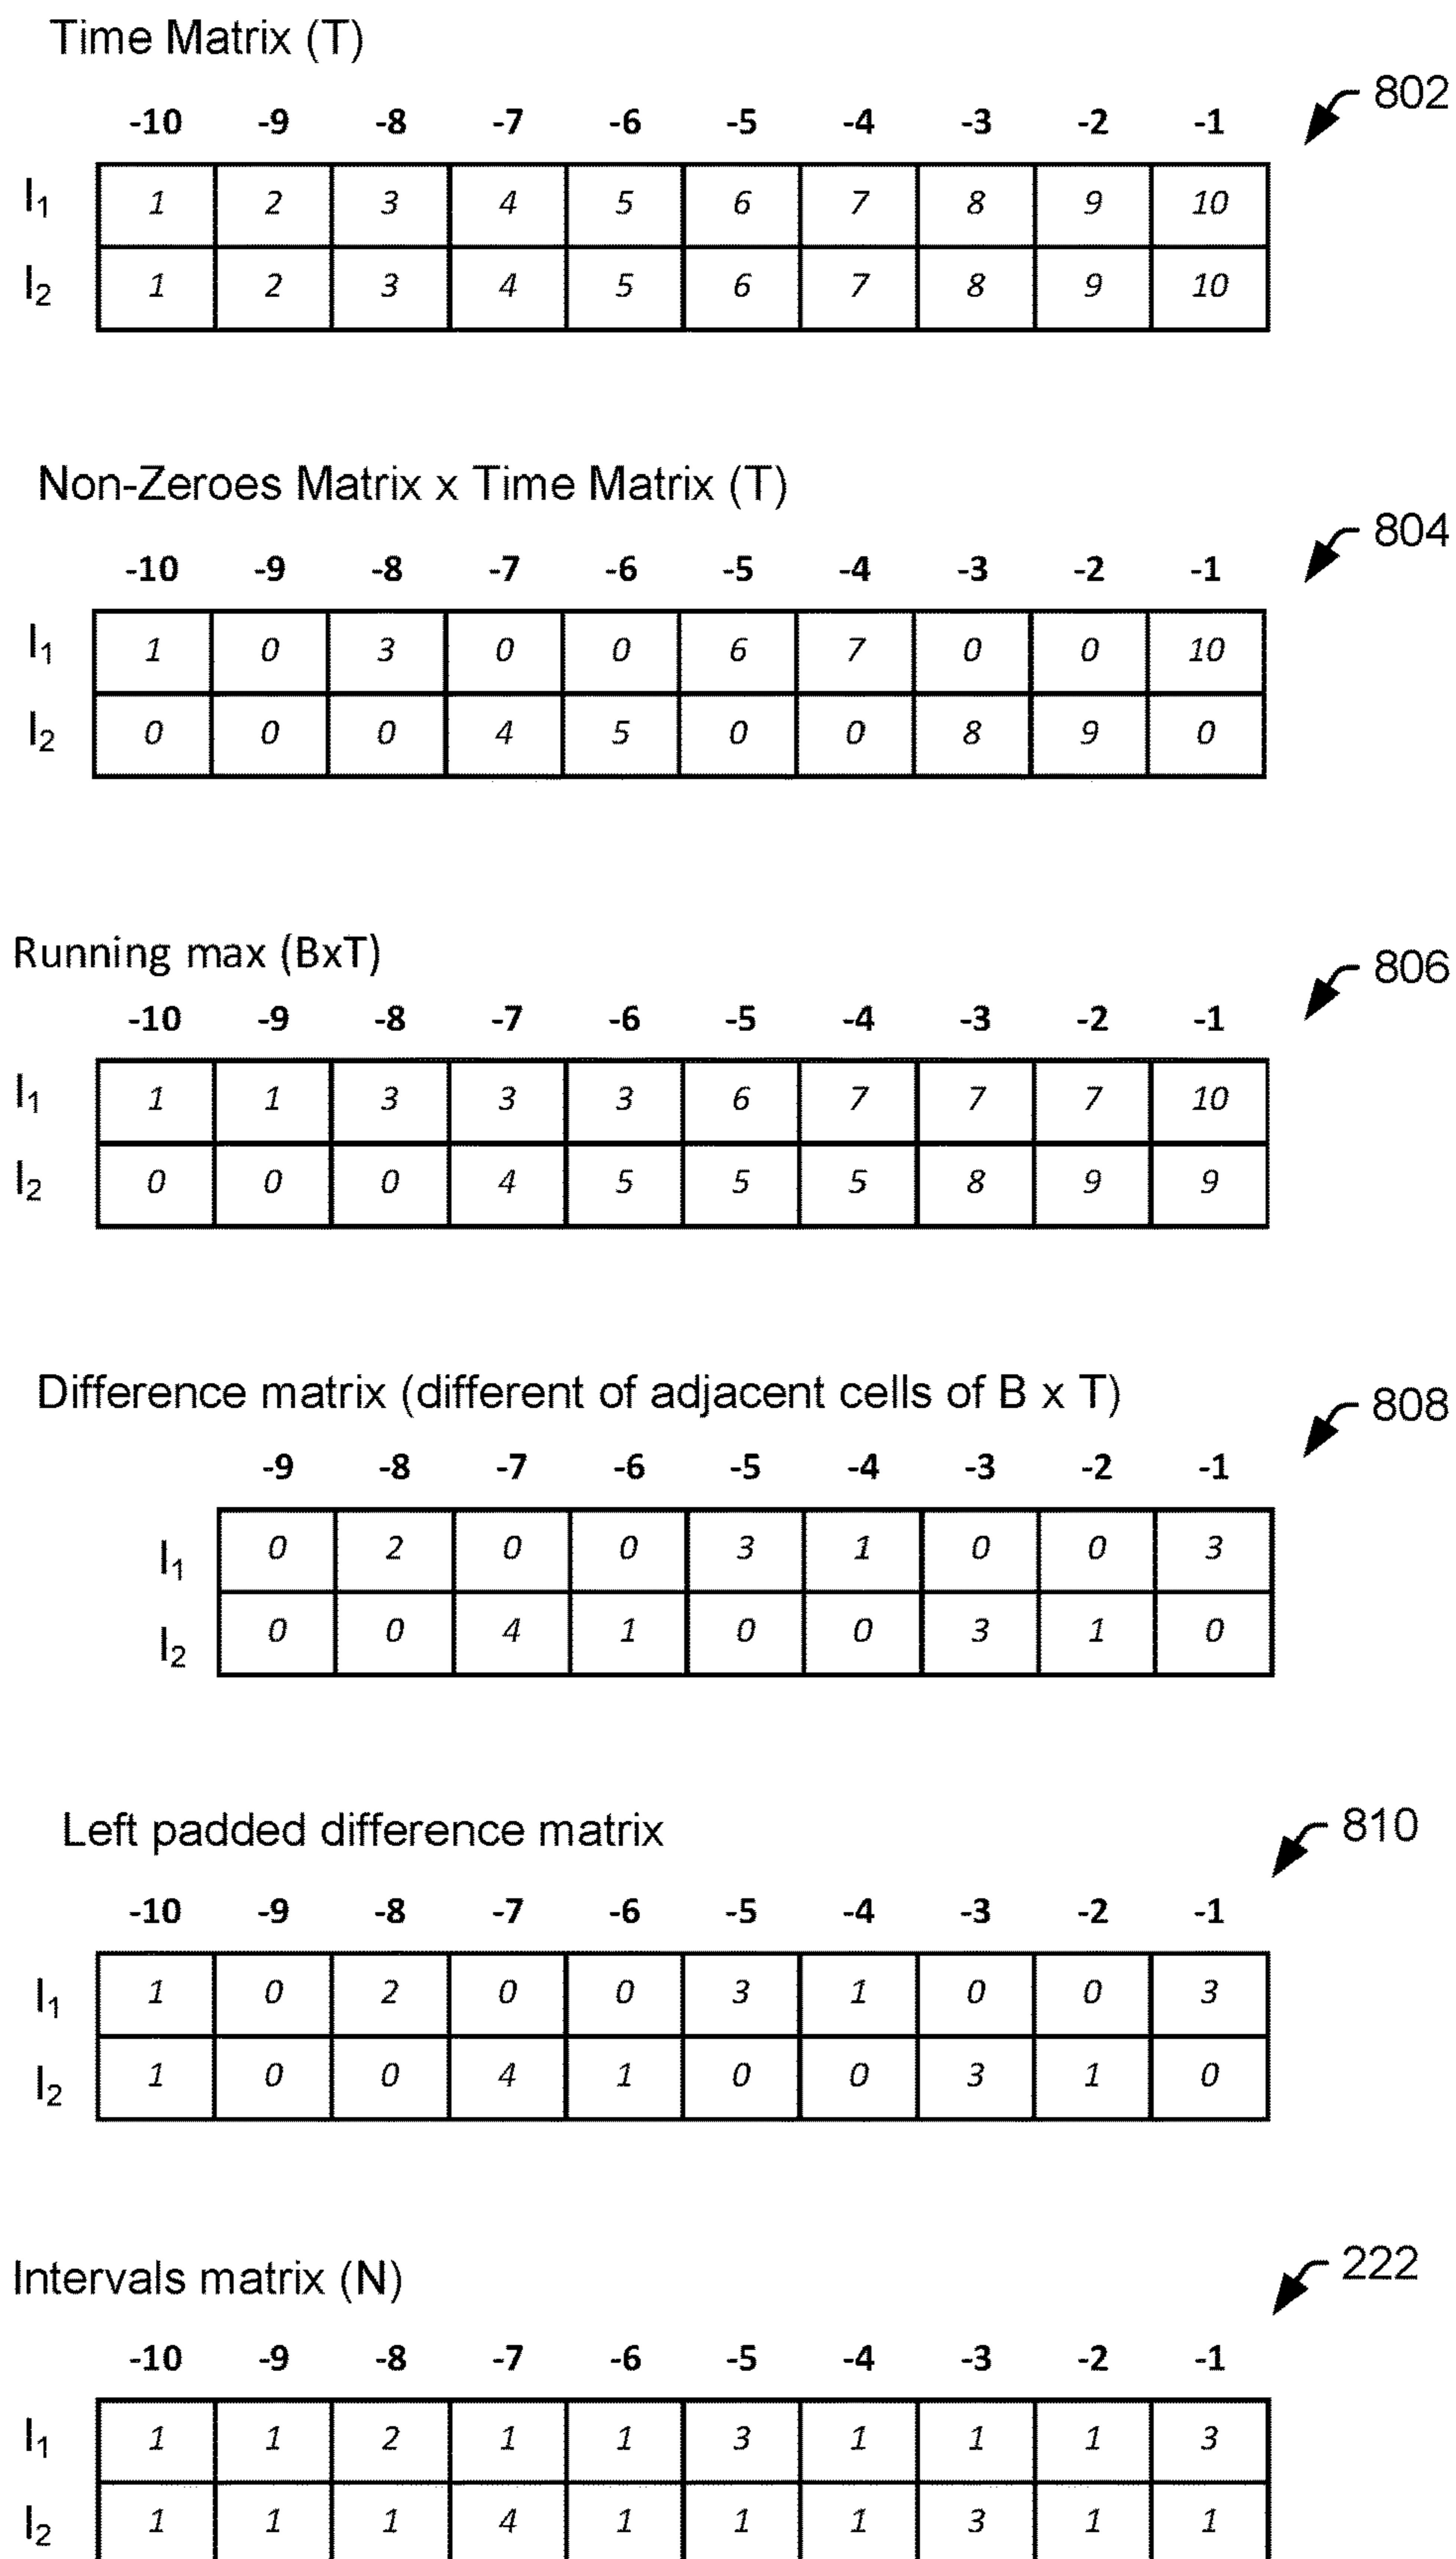 Time Matrix (T)
802
-10 -9 -8 -7 -6 -5 -4 -3 -2 -1
I1 1 2 3 4 5 6 7 8 9 10
I2 1 2 3 4 5 6 7 8 9 10
Non-Zeroes Matrix x Time Matrix (T)
804
-10 -9 -8 -7 -6 -5 -4 -3 -2 -1
I1 1 0 3 0 0 6 7 0 0 10
I2 0 0 0 4 5 0 0 8 9 0
Running max (BxT)
806
-10 -9 -8 -7 -6 -5 -4 -3 -2 -1
I1 1 1 3 3 3 6 7 7 7 10
I2 0 0 0 4 5 5 5 8 9 9
Difference matrix (different of adjacent cells of B x T)
808
-9 -8 -7 -6 -5 -4 -3 -2 -1
I1 0 2 0 0 3 1 0 0 3
I2 0 0 4 1 0 0 3 1 0
Left padded difference matrix
810
-10 -9 -8 -7 -6 -5 -4 -3 -2 -1
I1 1 0 2 0 0 3 1 0 0 3
I2 1 0 0 4 1 0 0 3 1 0
Intervals matrix (N)
222
-10 -9 -8 -7 -6 -5 -4 -3 -2 -1
I1 1 1 2 1 1 3 1 1 1 3
I2 1 1 1 4 1 1 1 3 1 1